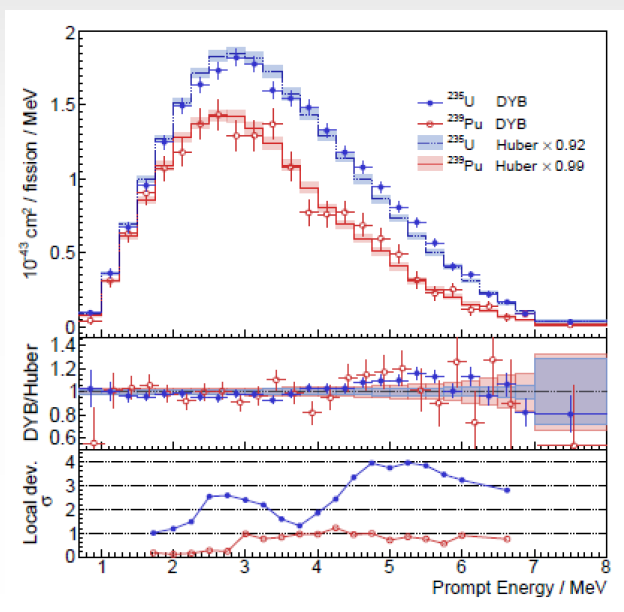 2
1.5
1
0.5
0
10⁻⁴³ cm² / fission / MeV
²³⁵U DYB
²³⁹Pu DYB
²³⁵U Huber × 0.92
²³⁹Pu Huber × 0.99
1.4
1.2
1
0.8
0.6
DYB/Huber
4
3
2
1
0
Local dev.
σ
1 2 3 4 5 6 7 8
Prompt Energy / MeV